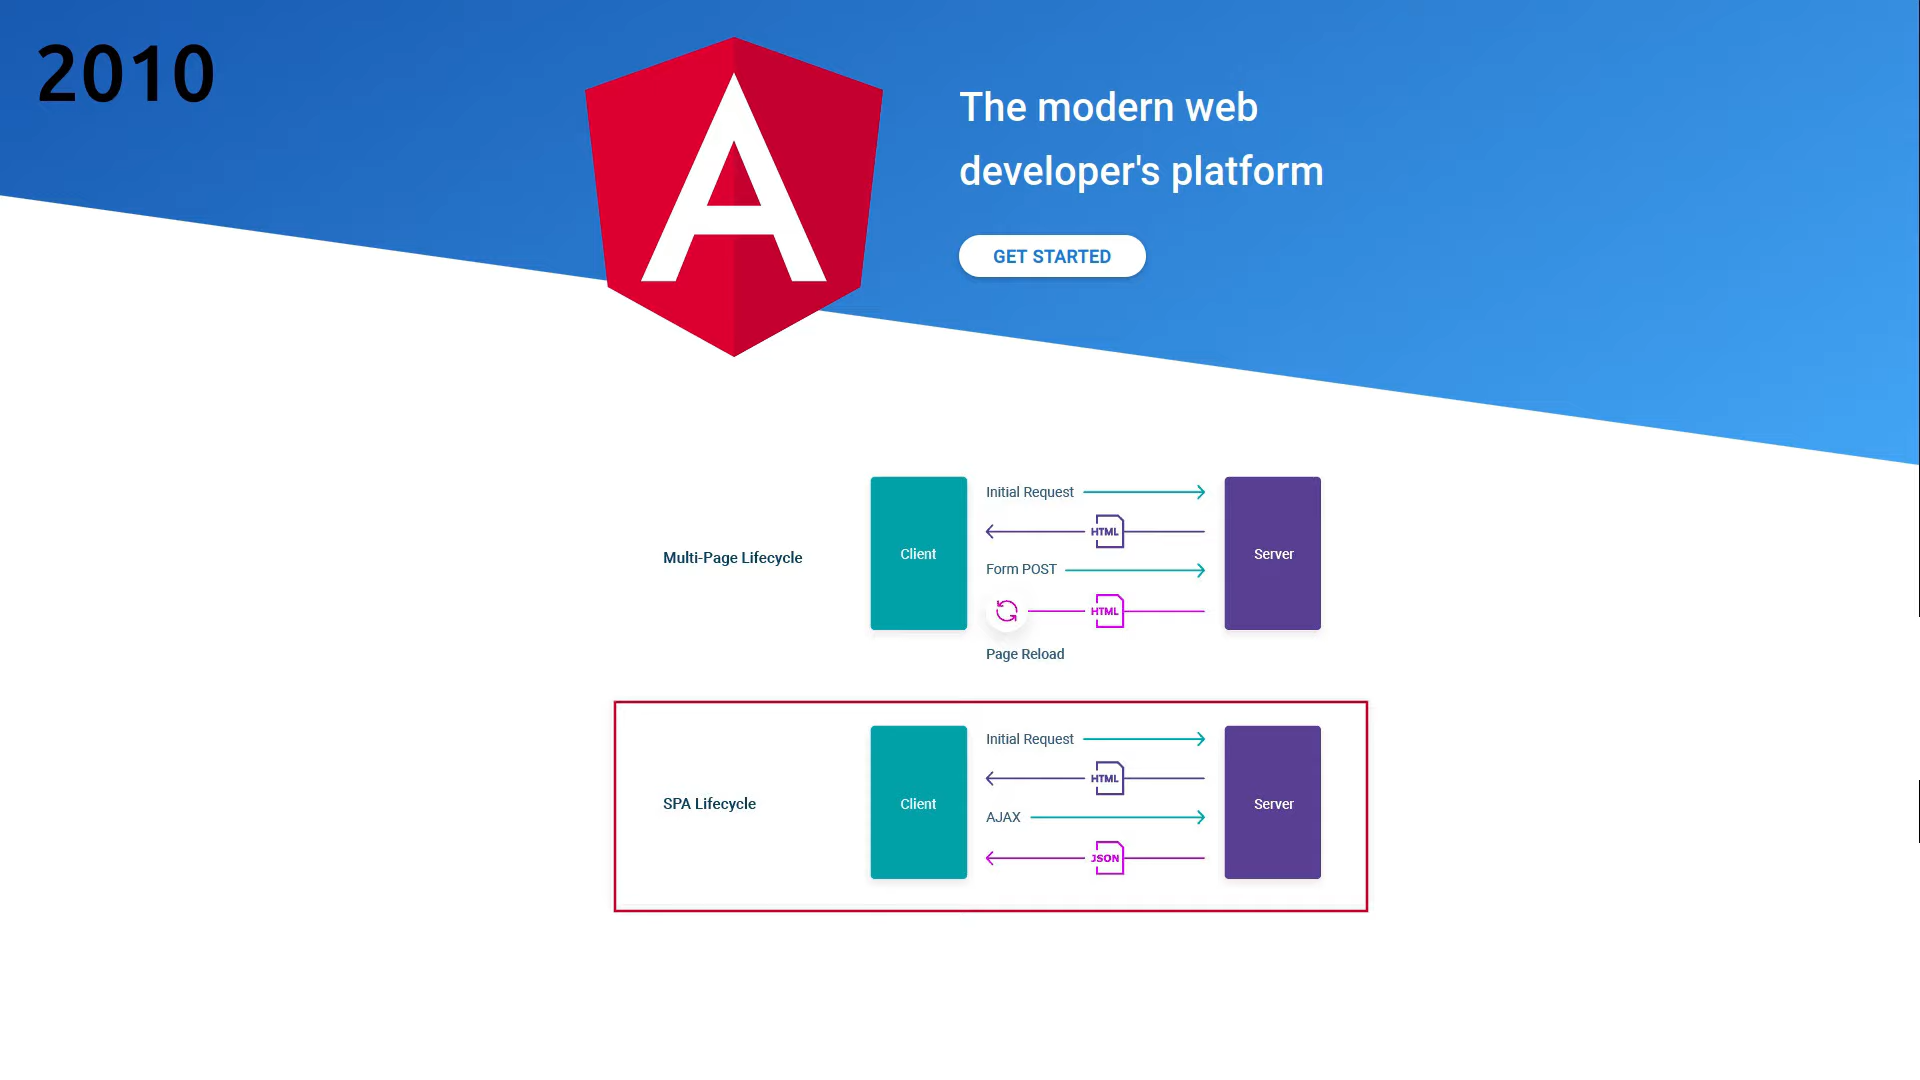 2010
The modern web
developer's platform
GET STARTED
Multi-Page Lifecycle
Client
Initial Request
HTML
Form POST
HTML
Page Reload
Server
SPA Lifecycle
Client
Initial Request
HTML
AJAX
JSON
Server